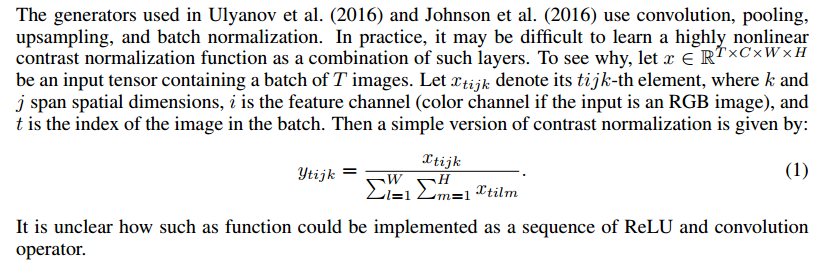 The generators used in Ulyanov et al. (2016) and Johnson et al. (2016) use convolution, pooling,
upsampling, and batch normalization. In practice, it may be difficult to learn a highly nonlinear
contrast normalization function as a combination of such layers. To see why, let x ∈ ℝ^{T×C×W×H}
be an input tensor containing a batch of T images. Let x_{tijk} denote its tijk-th element, where k and
j span spatial dimensions, i is the feature channel (color channel if the input is an RGB image), and
t is the index of the image in the batch. Then a simple version of contrast normalization is given by:
y_{tijk} = \frac{x_{tijk}}{\sum_{l=1}^{W} \sum_{m=1}^{H} x_{tilm}}. (1)
It is unclear how such as function could be implemented as a sequence of ReLU and convolution
operator.